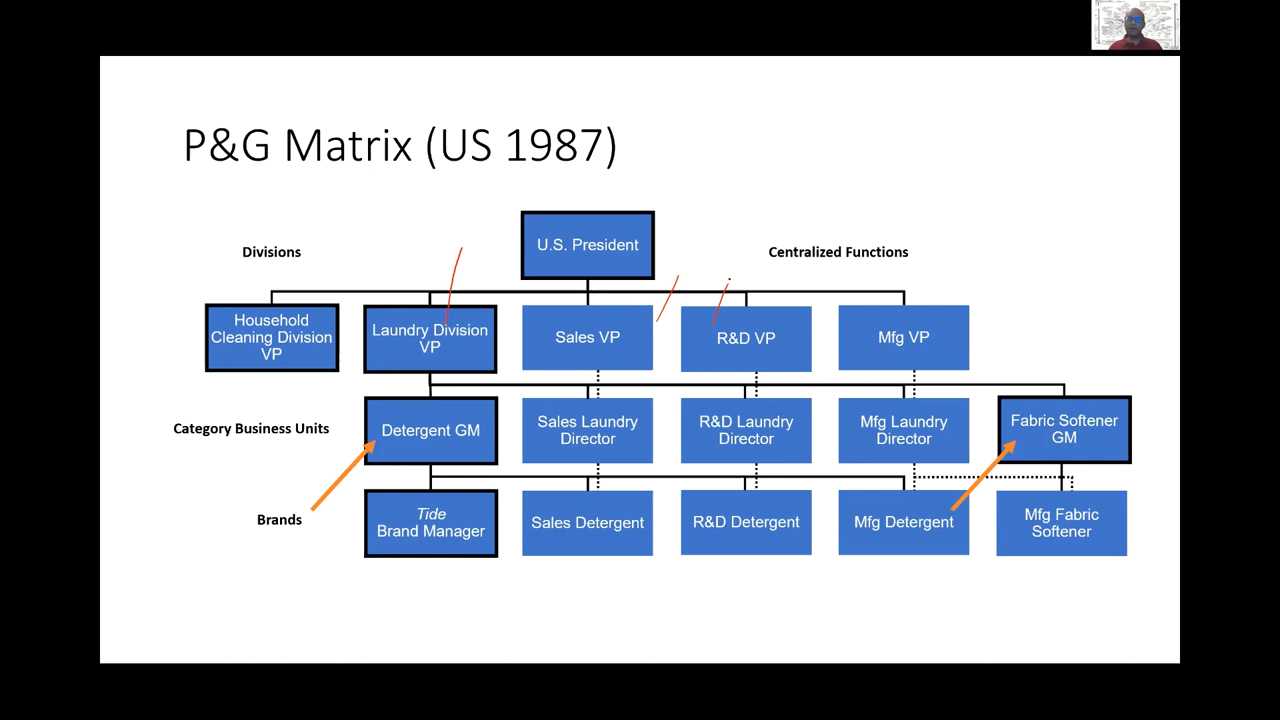 P&G Matrix (US 1987)
U.S. President
Divisions
Centralized Functions
Household
Cleaning Division
VP
Laundry Division
VP
Sales VP
R&D VP
Mfg VP
Category Business Units
Detergent GM
Sales Laundry
Director
R&D Laundry
Director
Mfg Laundry
Director
Fabric Softener
GM
Brands
Tide
Brand Manager
Sales Detergent
R&D Detergent
Mfg Detergent
Mfg Fabric
Softener